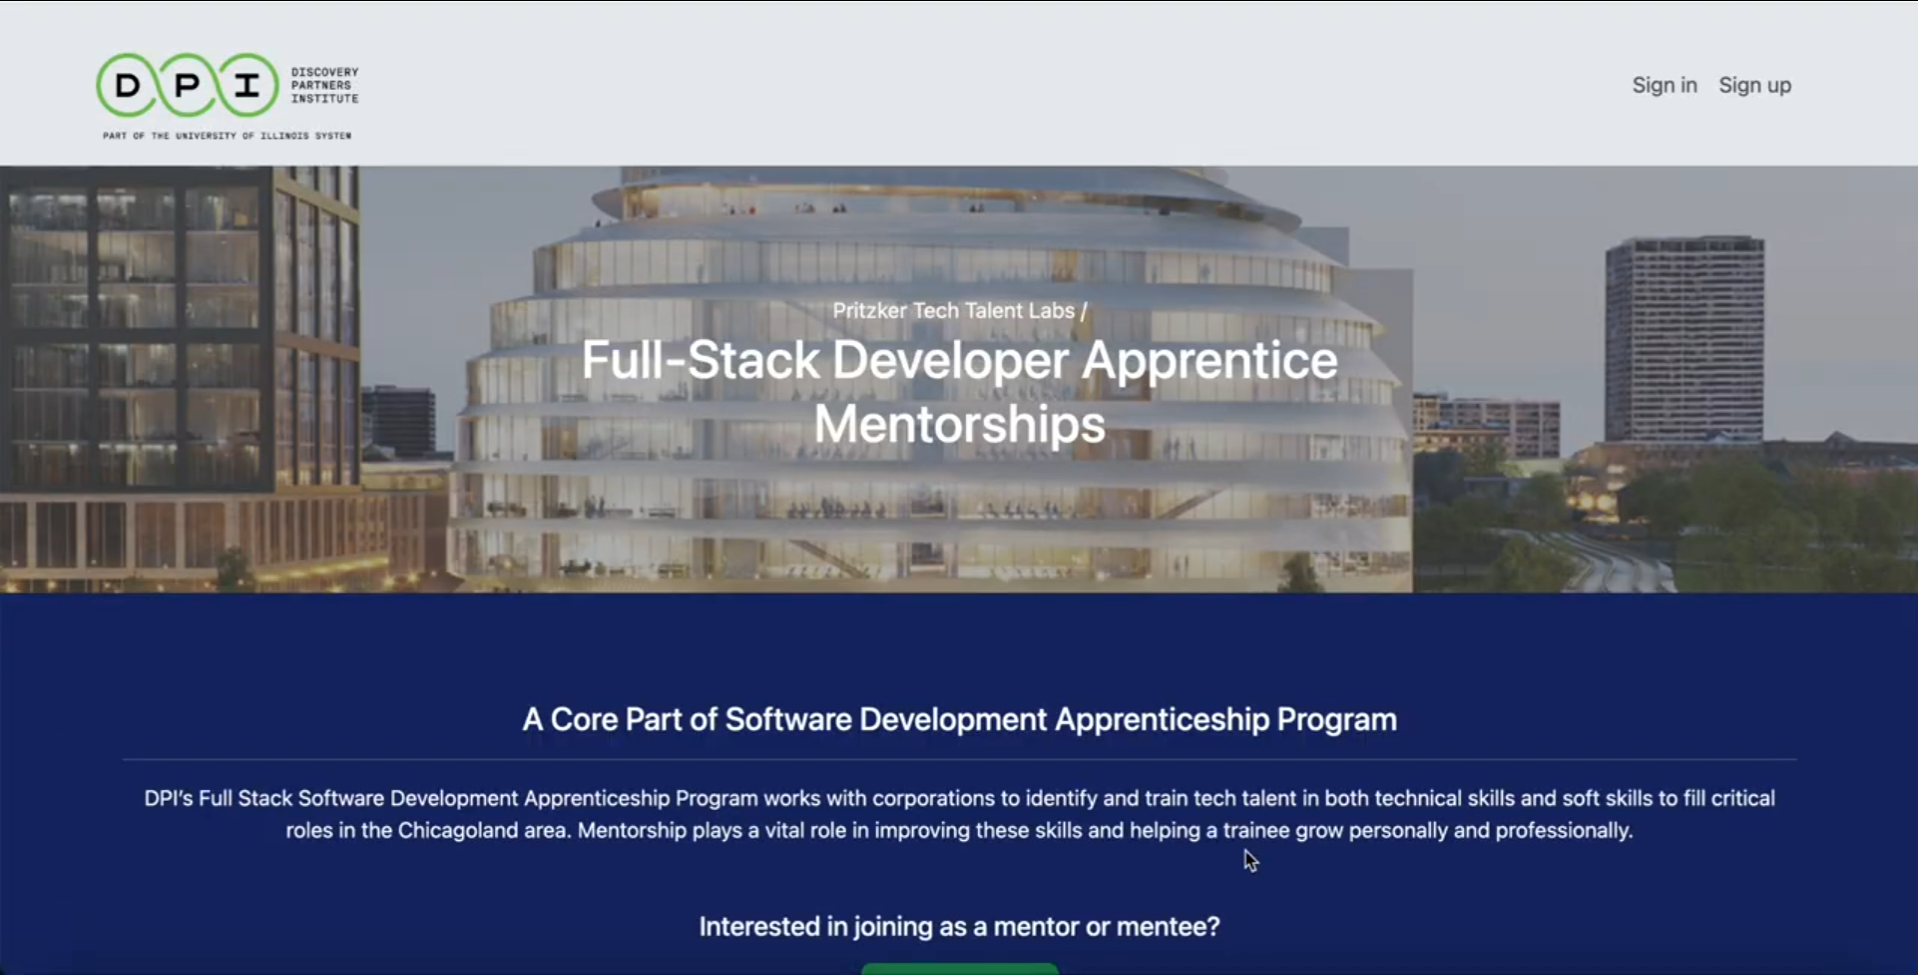 DPI
DISCOVERY
PARTNERS
INSTITUTE
PART OF THE UNIVERSITY OF ILLINOIS SYSTEM
Sign in Sign up
Pritzker Tech Talent Labs /
Full-Stack Developer Apprentice
Mentorships
A Core Part of Software Development Apprenticeship Program
DPI’s Full Stack Software Development Apprenticeship Program works with corporations to identify and train tech talent in both technical skills and soft skills to fill critical
roles in the Chicagoland area. Mentorship plays a vital role in improving these skills and helping a trainee grow personally and professionally.
Interested in joining as a mentor or mentee?